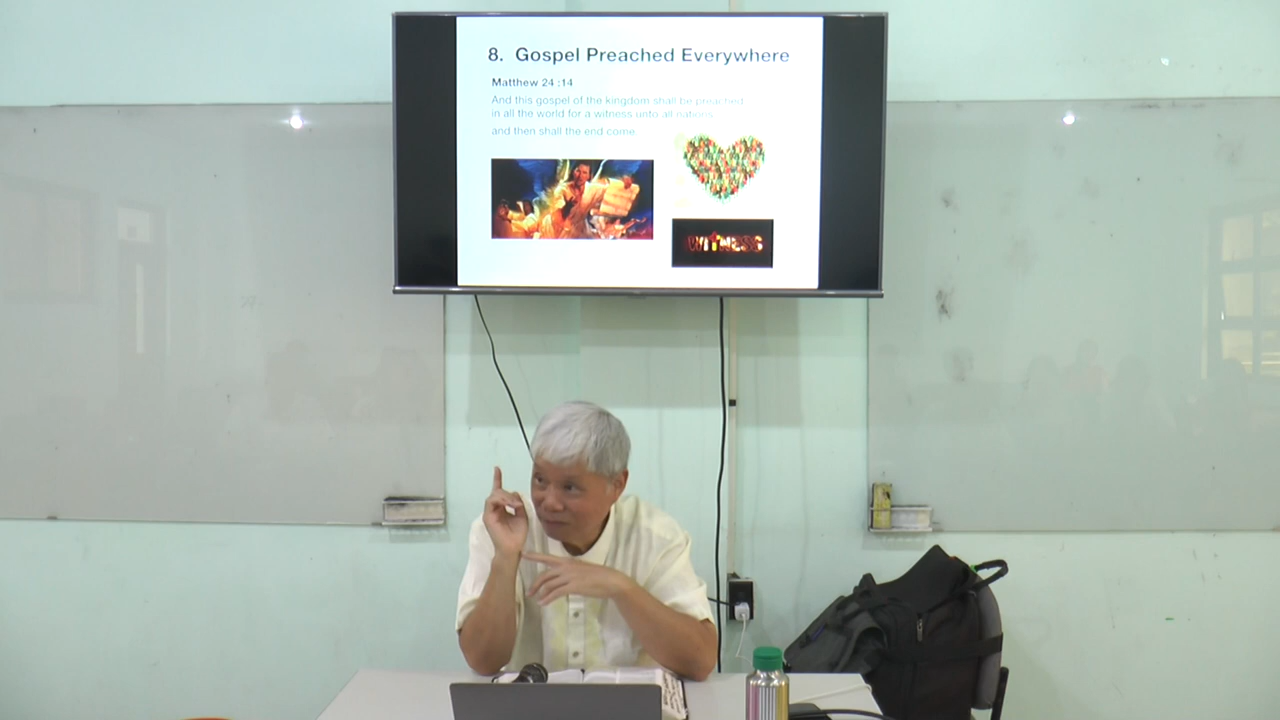 8. Gospel Preached Everywhere
Matthew 24 :14
And this gospel of the kingdom shall be preached
in all the world for a witness unto all nations
and then shall the end come
WITNESS